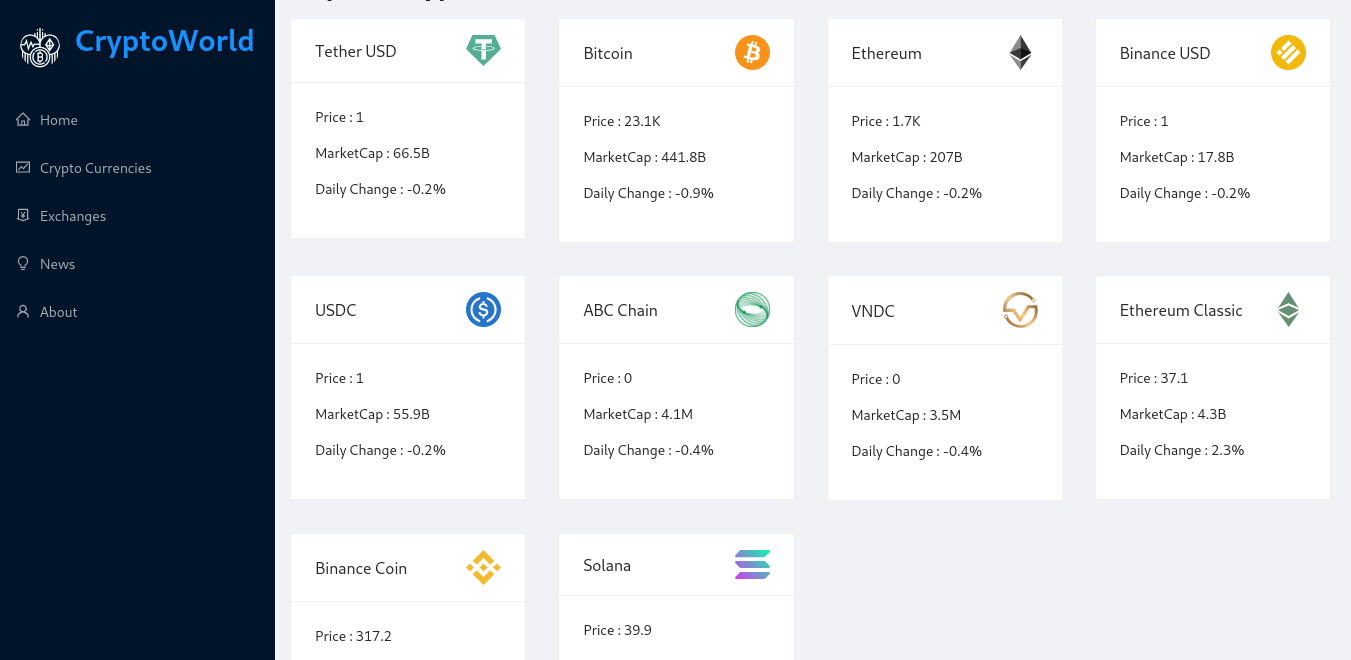 CryptoWorld
Home
Crypto Currencies
Exchanges
News
About
Tether USD
Price : 1
MarketCap : 66.5B
Daily Change : -0.2%
Bitcoin
Price : 23.1K
MarketCap : 441.8B
Daily Change : -0.9%
Ethereum
Price : 1.7K
MarketCap : 207B
Daily Change : -0.2%
Binance USD
Price : 1
MarketCap : 17.8B
Daily Change : -0.2%
USDC
Price : 1
MarketCap : 55.9B
Daily Change : -0.2%
ABC Chain
Price : 0
MarketCap : 4.1M
Daily Change : -0.4%
VNDC
Price : 0
MarketCap : 3.5M
Daily Change : -0.4%
Ethereum Classic
Price : 37.1
MarketCap : 4.3B
Daily Change : 2.3%
Binance Coin
Price : 317.2
Solana
Price : 39.9